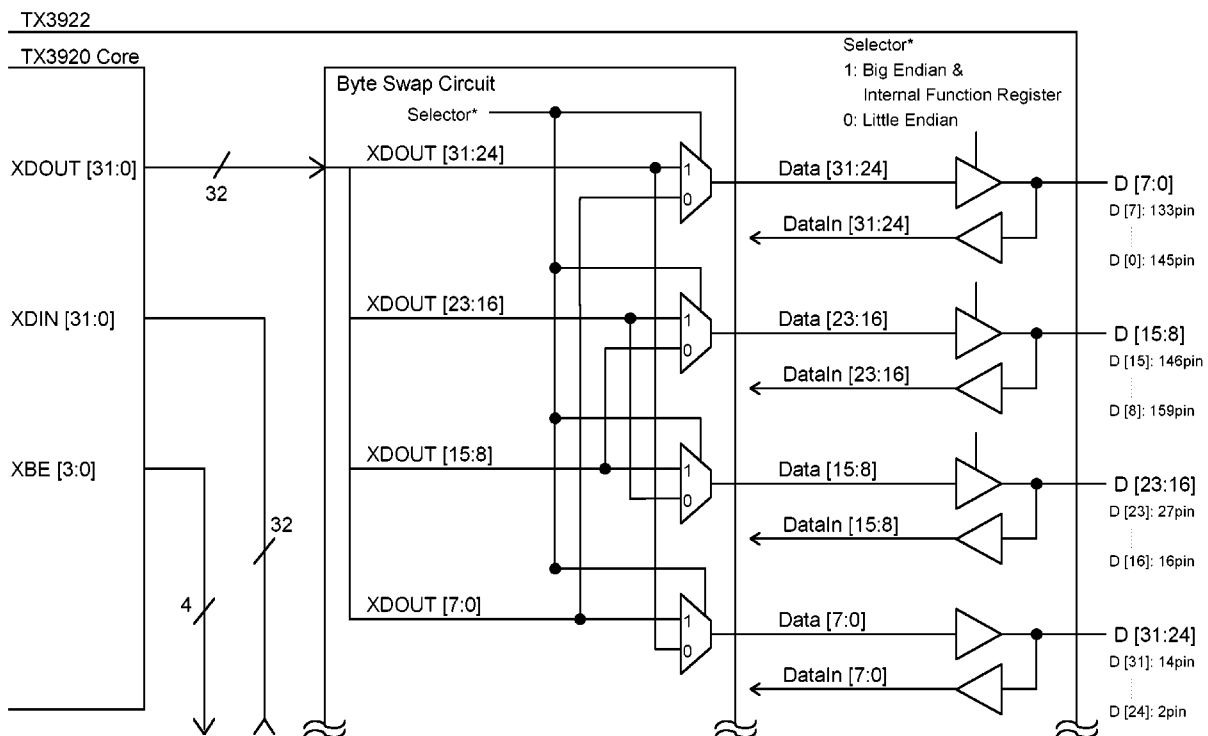 TX3922
TX3920 Core
Selector*
1: Big Endian &
Internal Function Register
0: Little Endian
Byte Swap Circuit
Selector*
XDOUT [31:0]
32
XDOUT [31:24]
1
0
Data [31:24]
DataIn [31:24]
D [7:0]
D [7]: 133pin
D [0]: 145pin
XDIN [31:0]
XDOUT [23:16]
1
0
Data [23:16]
DataIn [23:16]
D [15:8]
D [15]: 146pin
D [8]: 159pin
XBE [3:0]
XDOUT [15:8]
1
0
Data [15:8]
DataIn [15:8]
D [23:16]
D [23]: 27pin
D [16]: 16pin
32
4
XDOUT [7:0]
1
0
Data [7:0]
DataIn [7:0]
D [31:24]
D [31]: 14pin
D [24]: 2pin